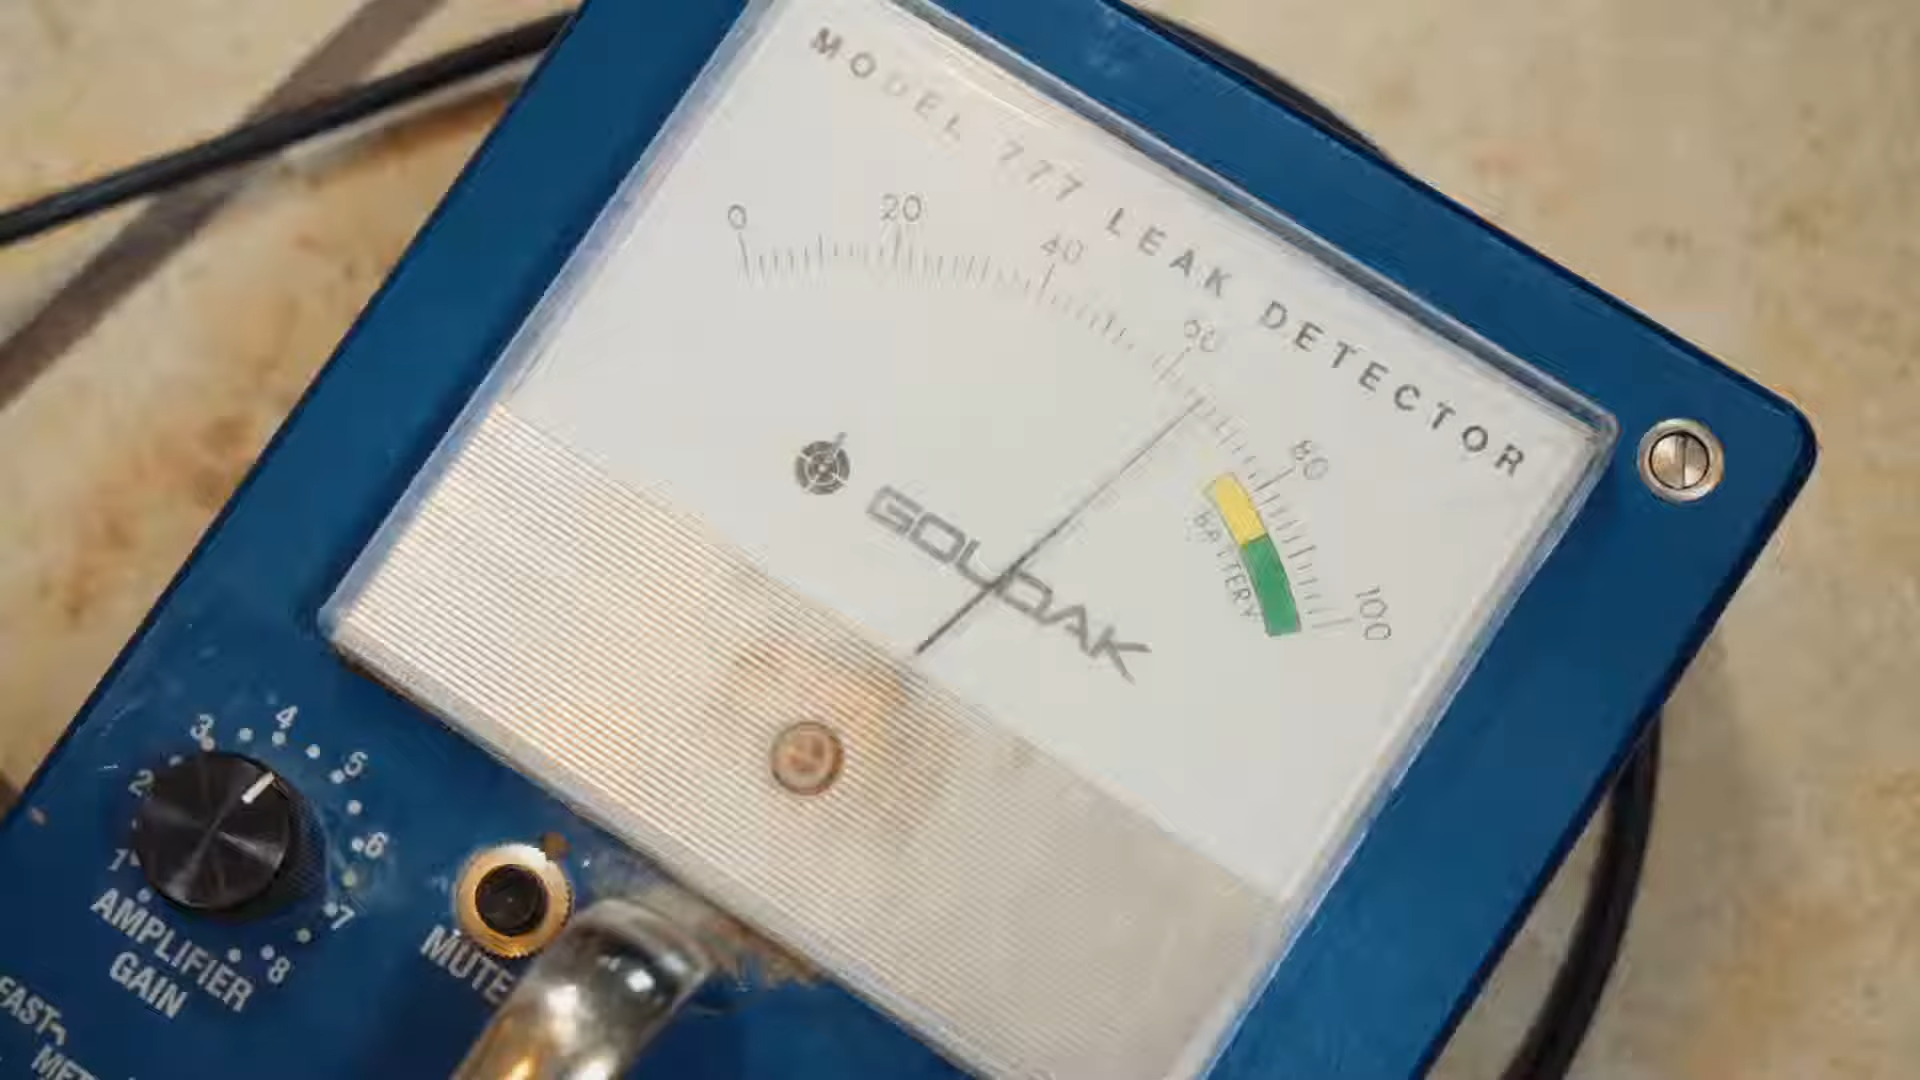 MODEL 777 LEAK DETECTOR
0 20 40 60 80 100
BATTERY
GOLDAK
1 2 3 4 5 6 7 8
AMPLIFIER
GAIN
MUTE
FAST